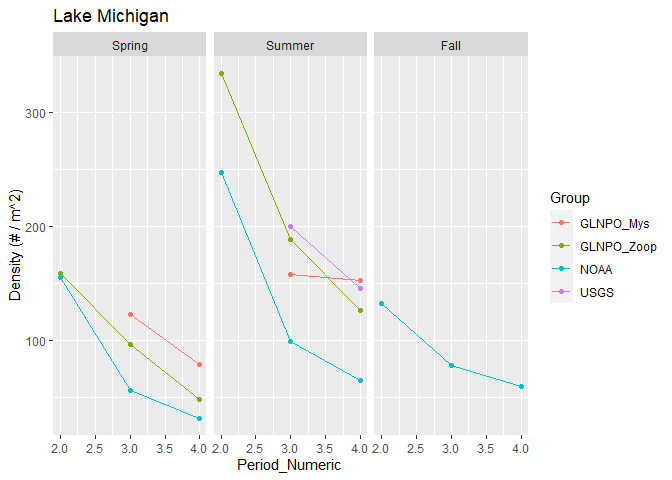 Lake Michigan
Spring Summer Fall
300
200
100
Density (# / m^2)
2.0 2.5 3.0 3.5 4.0 2.0 2.5 3.0 3.5 4.0 2.0 2.5 3.0 3.5 4.0
Period_Numeric
Group
GLNPO_Mys
GLNPO_Zoop
NOAA
USGS